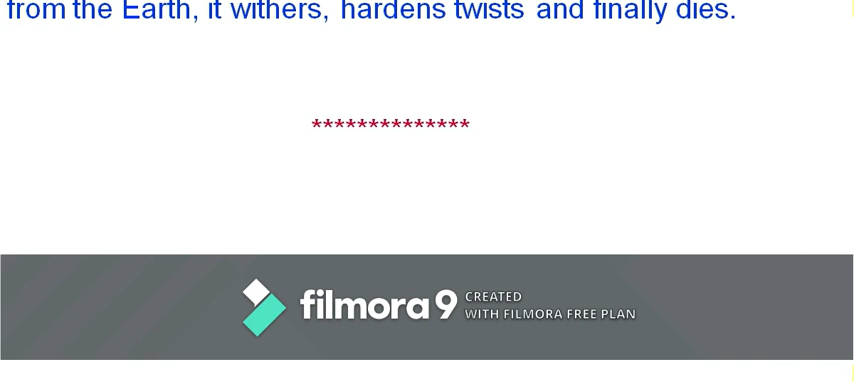 from the Earth, it withers, hardens twists and finally dies.
**************
filmora 9 CREATED
WITH FILMORA FREE PLAN